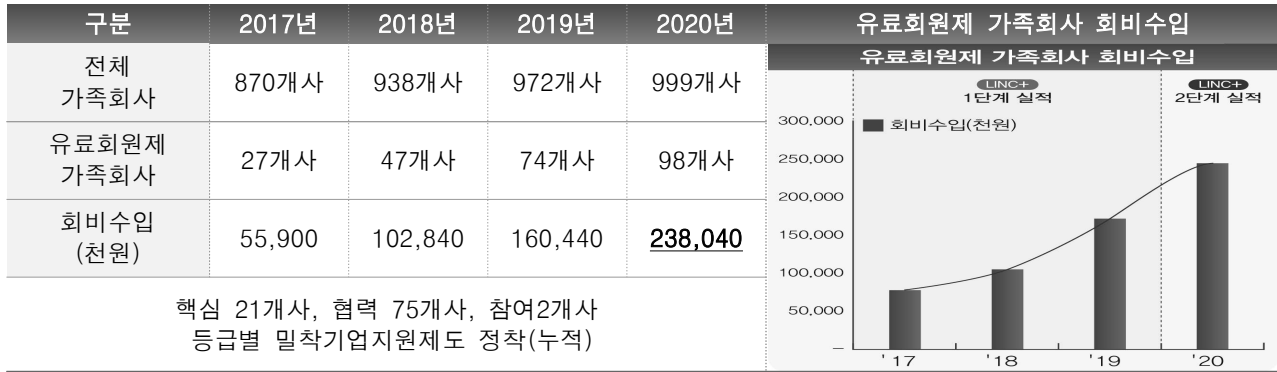 구분 2017년 2018년 2019년 2020년
전체
가족회사 870개사 938개사 972개사 999개사
유료회원제
가족회사 27개사 47개사 74개사 98개사
회비수입
(천원) 55,900 102,840 160,440 238,040
핵심 21개사, 협력 75개사, 참여2개사
등급별 밀착기업지원제도 정착(누적)
유료회원제 가족회사 회비수입
유료회원제 가족회사 회비수입
LINC+ LINC+
1단계 실적 2단계 실적
회비수입(천원)
300,000
250,000
200,000
150,000
100,000
50,000
–
'17 '18 '19 '20